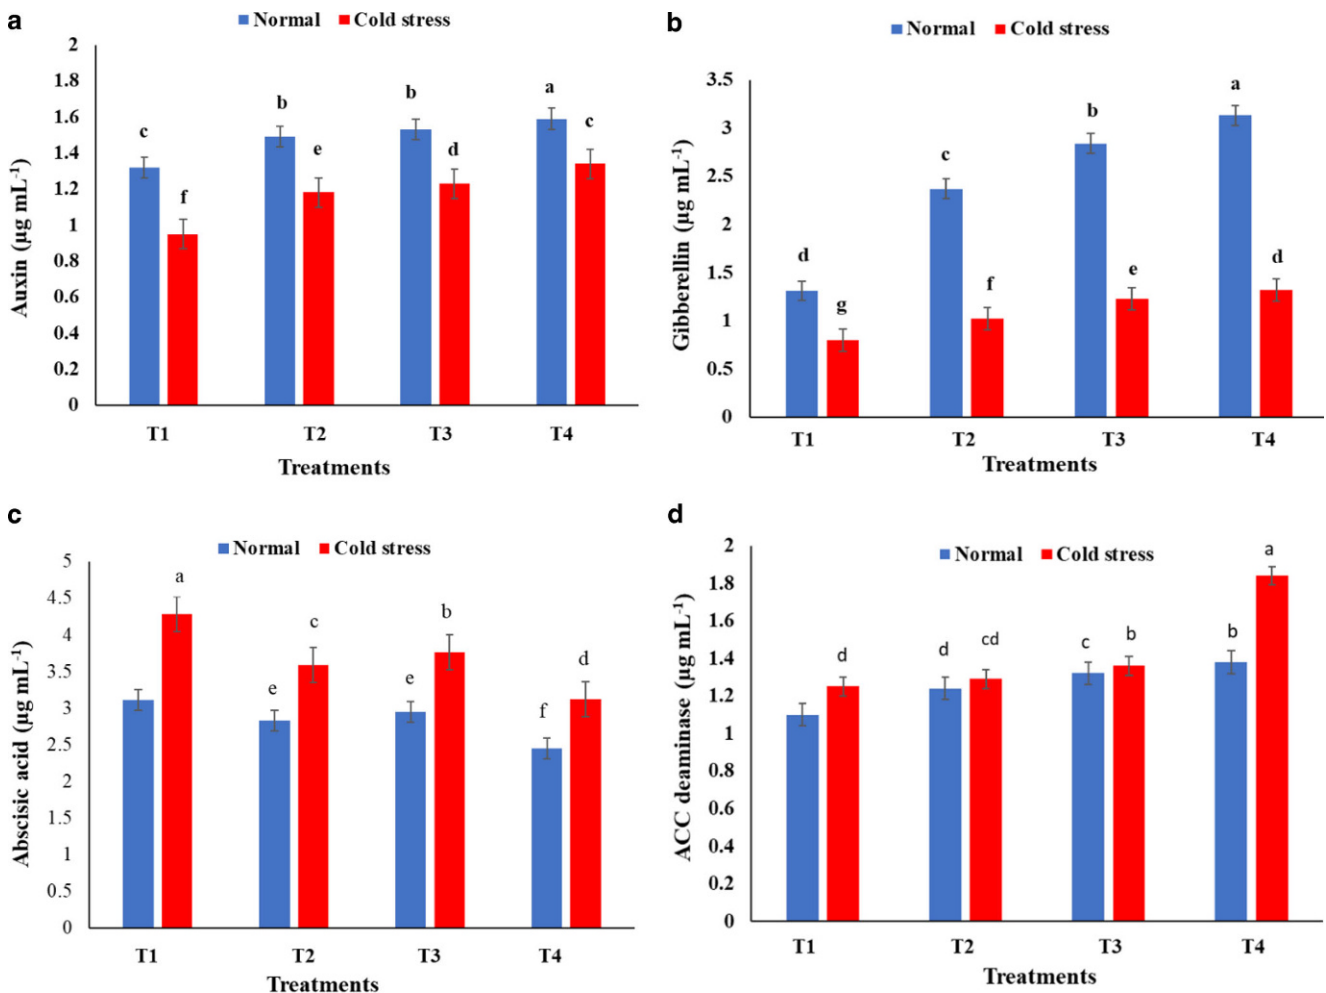 a
Normal Cold stress
Auxin (µg mL⁻¹)
2
1.8
1.6
1.4
1.2
1
0.8
0.6
0.4
0.2
0
c f b e b d a c
T1 T2 T3 T4
Treatments
b
Normal Cold stress
Gibberellin (µg mL⁻¹)
3.5
3
2.5
2
1.5
1
0.5
0
d g c f b e a d
T1 T2 T3 T4
Treatments
c
Normal Cold stress
Abscisic acid (µg mL⁻¹)
5
4.5
4
3.5
3
2.5
2
1.5
1
0.5
0
a e c e b f d
T1 T2 T3 T4
Treatments
d
Normal Cold stress
ACC deaminase (µg mL⁻¹)
2
1.8
1.6
1.4
1.2
1
0.8
0.6
0.4
0.2
0
d d cd c b b a
T1 T2 T3 T4
Treatments